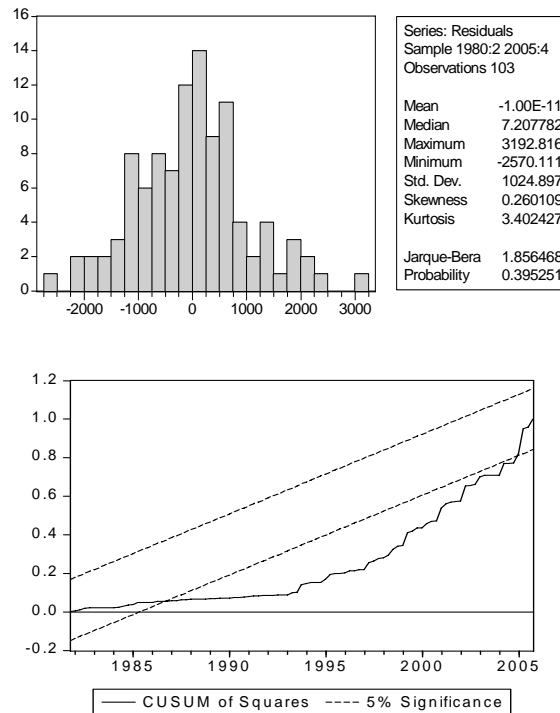 16
14
12
10
8
6
4
2
0
-2000 -1000 0 1000 2000 3000
Series: Residuals
Sample 1980:2 2005:4
Observations 103
Mean -1.00E-11
Median 7.207782
Maximum 3192.816
Minimum -2570.111
Std. Dev. 1024.897
Skewness 0.260109
Kurtosis 3.402427
Jarque-Bera 1.856468
Probability 0.395251
1.2
1.0
0.8
0.6
0.4
0.2
0.0
-0.2
1985 1990 1995 2000 2005
CUSUM of Squares 5% Significance